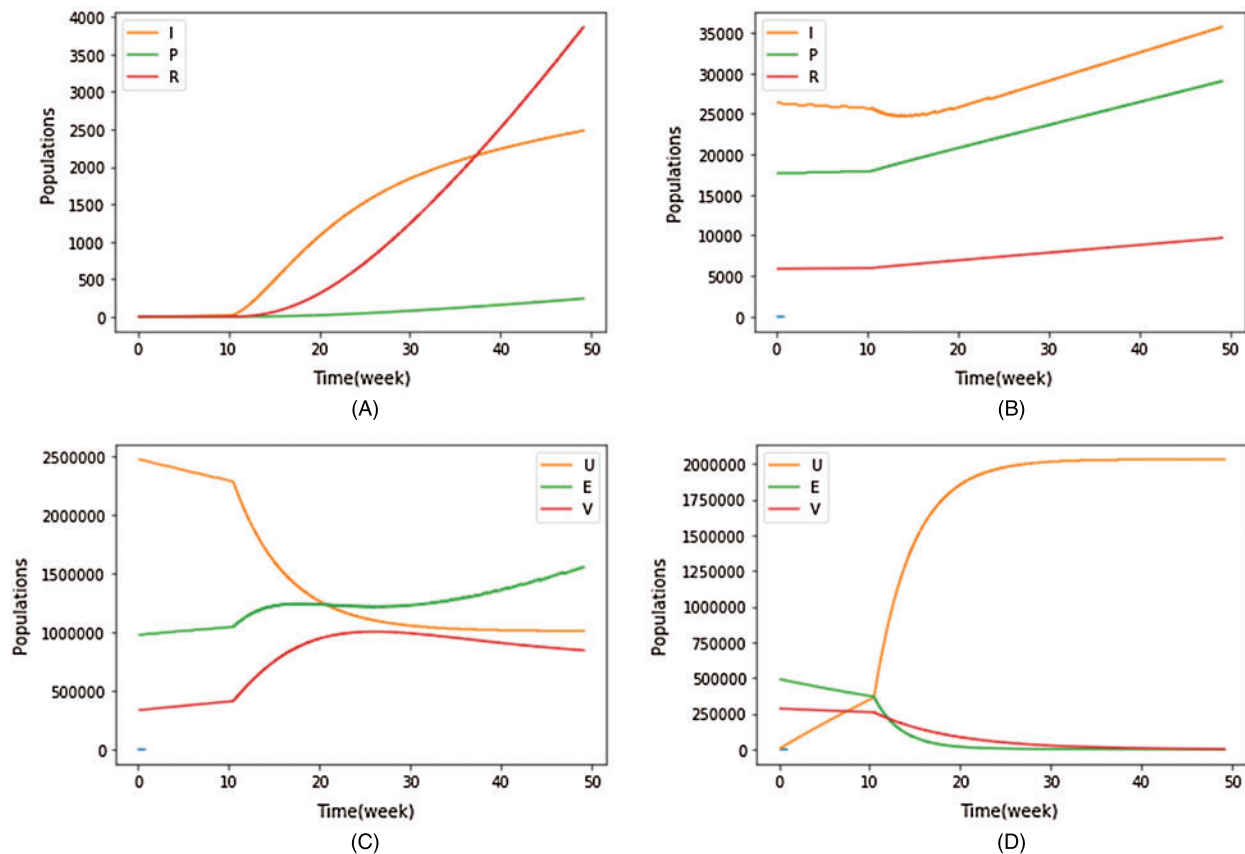 4000
3500
3000
2500
2000
1500
1000
500
0
Populations
I
P
R
0 10 20 30 40 50
Time(week)
(A)
35000
30000
25000
20000
15000
10000
5000
0
Populations
I
P
R
0 10 20 30 40 50
Time(week)
(B)
2500000
2000000
1500000
1000000
500000
0
Populations
U
E
V
0 10 20 30 40 50
Time(week)
(C)
2000000
1750000
1500000
1250000
1000000
750000
500000
250000
0
Populations
U
E
V
0 10 20 30 40 50
Time(week)
(D)